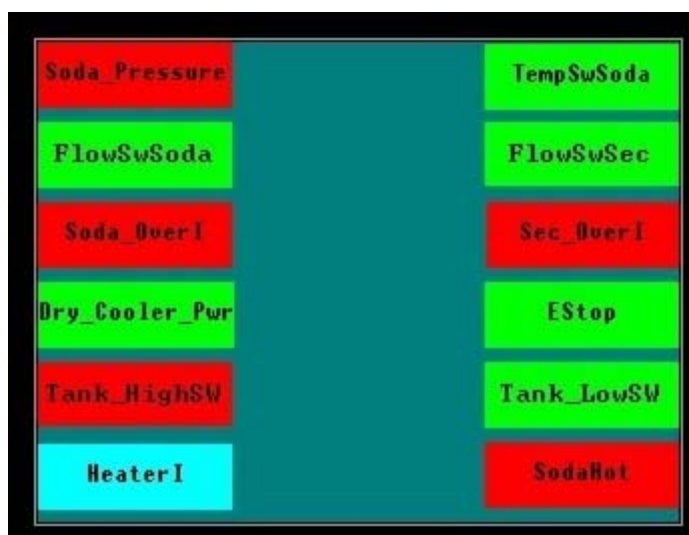 Soda_Pressure
TempSwSoda
FlowSwSoda
FlowSwSec
Soda_OverI
Sec_OverI
Dry_Cooler_Pwr
EStop
Tank_HighSW
Tank_LowSW
HeaterI
SodaHot